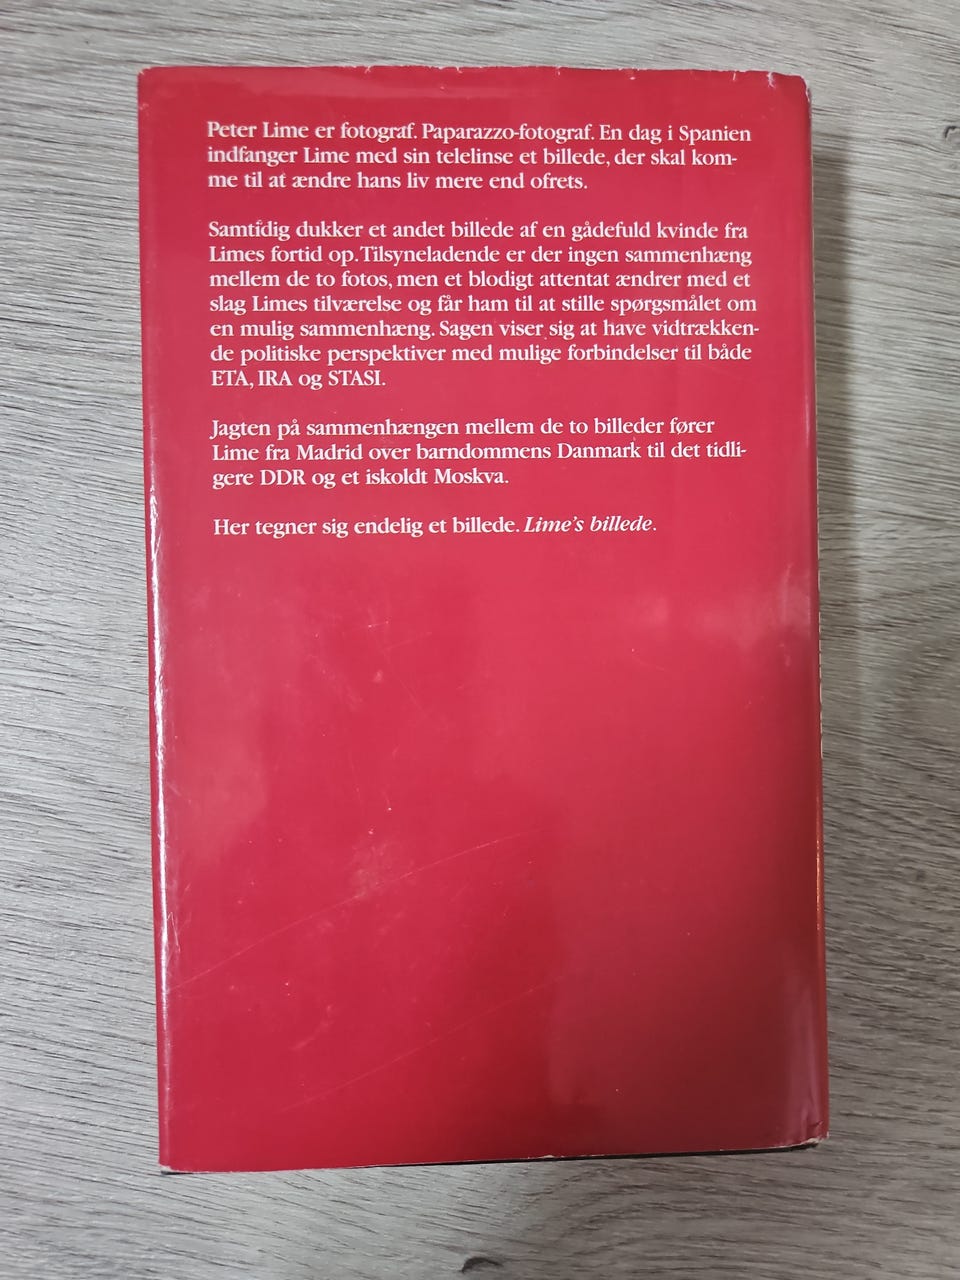 Peter Lime er fotograf. Paparazzo-fotograf. En dag i Spanien
indfanger Lime med sin telelinse et billede, der skal kom-
me til at ændre hans liv mere end ofrets.
Samtidig dukker et andet billede af en gådefuld kvinde fra
Limes fortid op. Tilsyneladende er der ingen sammenhæng
mellem de to fotos, men et blodigt attentat ændrer med et
slag Limes tilværelse og får ham til at stille spørgsmålet om
en mulig sammenhæng. Sagen viser sig at have vidtrækken-
de politiske perspektiver med mulige forbindelser til både
ETA, IRA og STASI.
Jagten på sammenhængen mellem de to billeder fører
Lime fra Madrid over barndommens Danmark til det tidli-
gere DDR og et iskoldt Moskva.
Her tegner sig endelig et billede. Lime's billede.